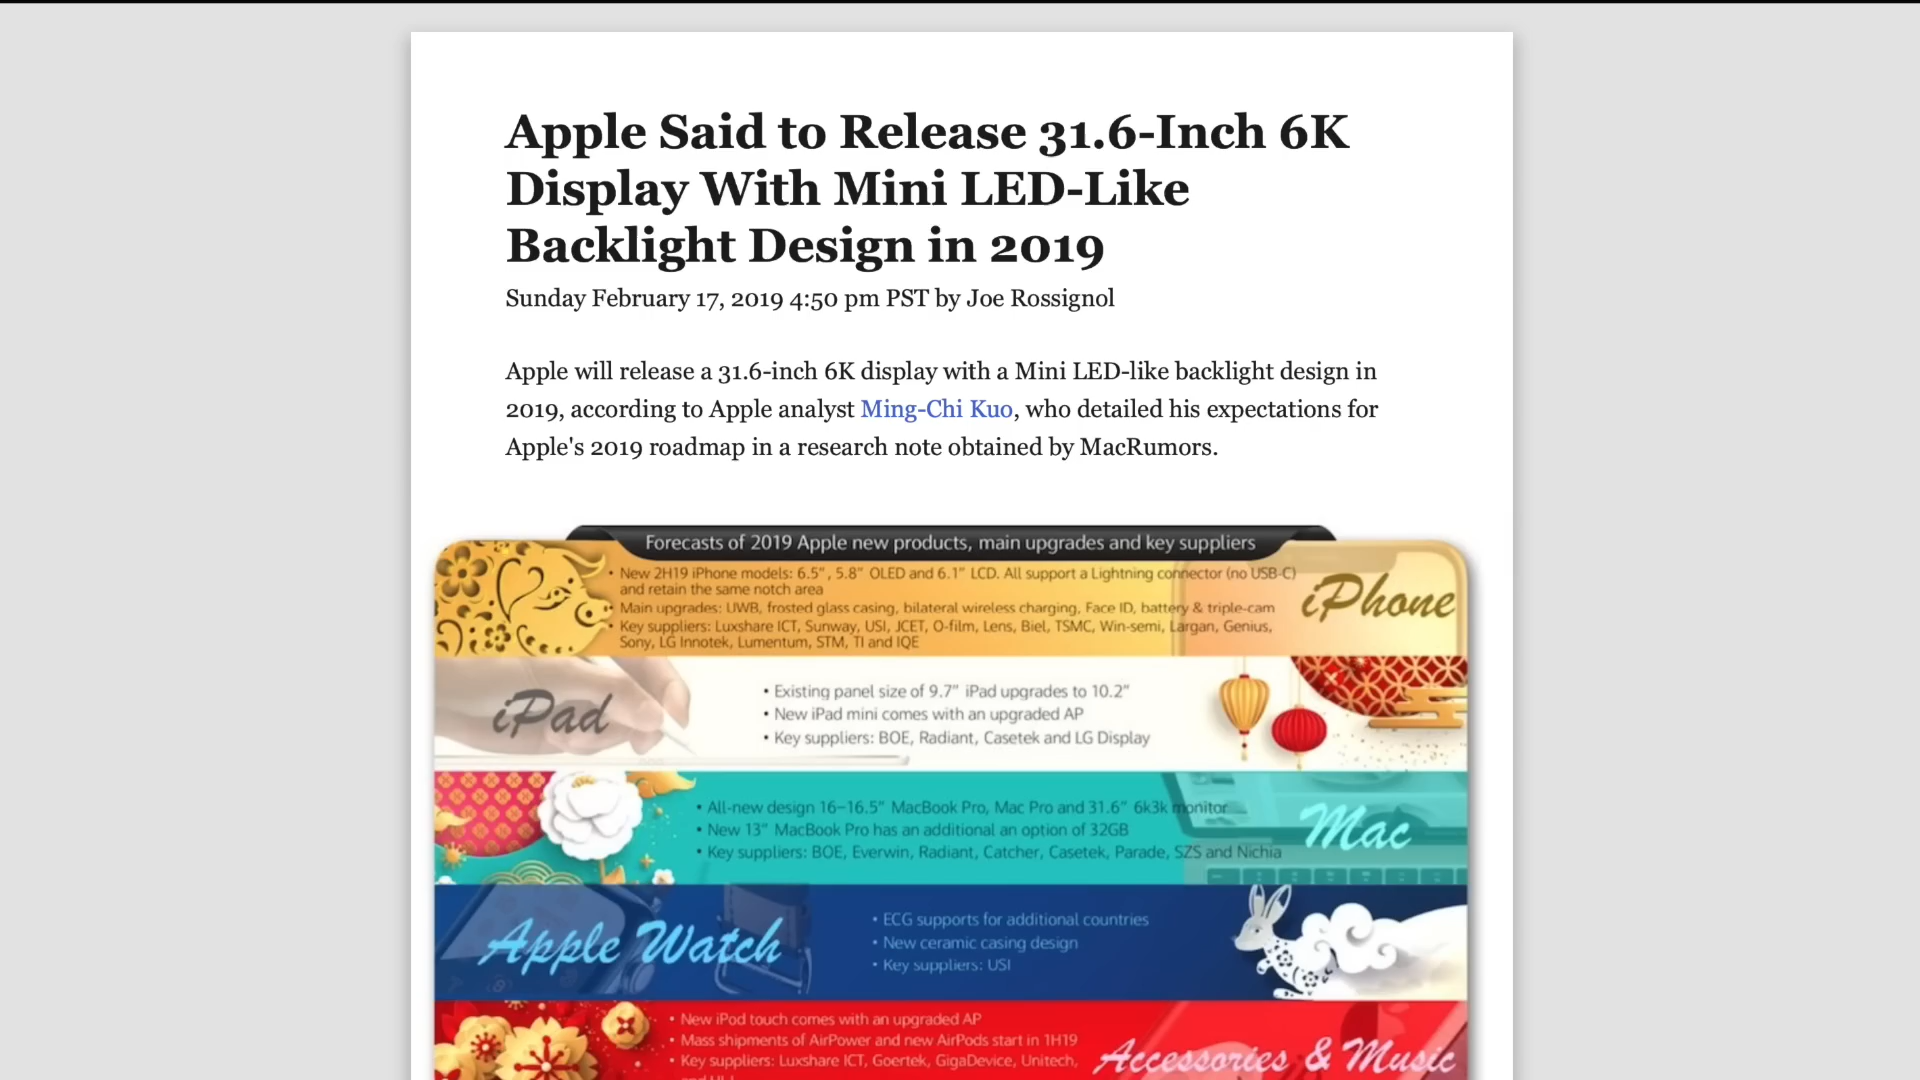 Apple Said to Release 31.6-Inch 6K
Display With Mini LED-Like
Backlight Design in 2019
Sunday February 17, 2019 4:50 pm PST by Joe Rossignol
Apple will release a 31.6-inch 6K display with a Mini LED-like backlight design in
2019, according to Apple analyst Ming-Chi Kuo, who detailed his expectations for
Apple's 2019 roadmap in a research note obtained by MacRumors.
Forecasts of 2019 Apple new products, main upgrades and key suppliers
• New 2H19 iPhone models: 6.5", 5.8" OLED and 6.1" LCD. All support a Lightning connector (no USB-C)
and retain the same notch area
• Main upgrades: UWB, frosted glass casing, bilateral wireless charging, Face ID, battery & triple-cam
• Key suppliers: Luxshare ICT, Sunway, USI, JCET, O-film, Lens, Biel, TSMC, Win-semi, Largan, Genius,
Sony, LG Innotek, Lumentum, STM, TI and IQE
iPhone
iPad
• Existing panel size of 9.7" iPad upgrades to 10.2"
• New iPad mini comes with an upgraded AP
• Key suppliers: BOE, Radiant, Casetek and LG Display
• All-new design 16–16.5" MacBook Pro, Mac Pro and 31.6" 6k3k monitor
• New 13" MacBook Pro has an additional an option of 32GB
• Key suppliers: BOE, Everwin, Radiant, Catcher, Casetek, Parade, SZS and Nichia
Mac
Apple Watch
• ECG supports for additional countries
• New ceramic casing design
• Key suppliers: USI
• New iPod touch comes with an upgraded AP
• Mass shipments of AirPower and new AirPods start in 1H19
• Key suppliers: Luxshare ICT, Goertek, GigaDevice, Unitech,
Accessories & Music